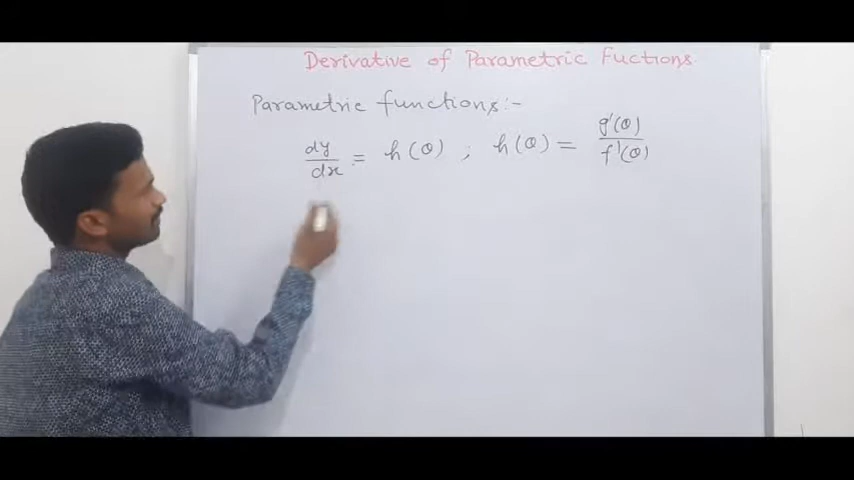 Derivative of Parametric Fuctions
Parametric functions:-
dy/dx = h(θ) ; h(θ) = g'(θ)/f'(θ)